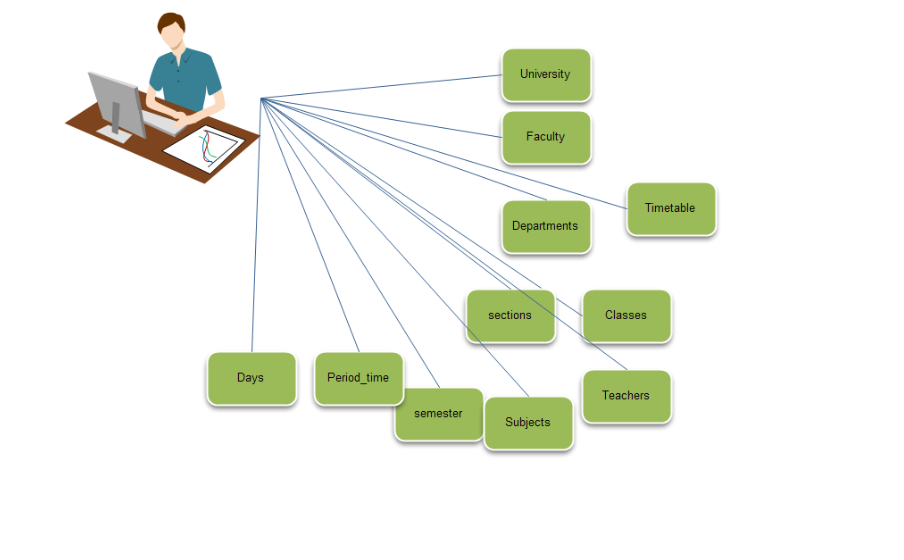 University
Faculty
Timetable
Departments
sections
Classes
Days
Period_time
Teachers
semester
Subjects